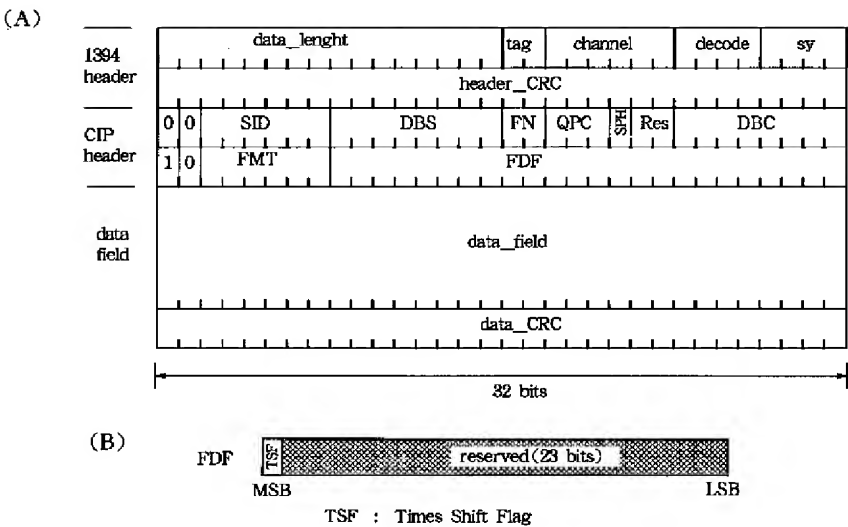 (A)
1394 header
data_lenght tag channel decode sy
header_CRC
CIP header
0 0 SID DBS FN QPC SPH Res DBC
1 0 FMT FDF
data field
data_field
data_CRC
32 bits
(B)
FDF TSF reserved(23 bits)
MSB LSB
TSF : Times Shift Flag